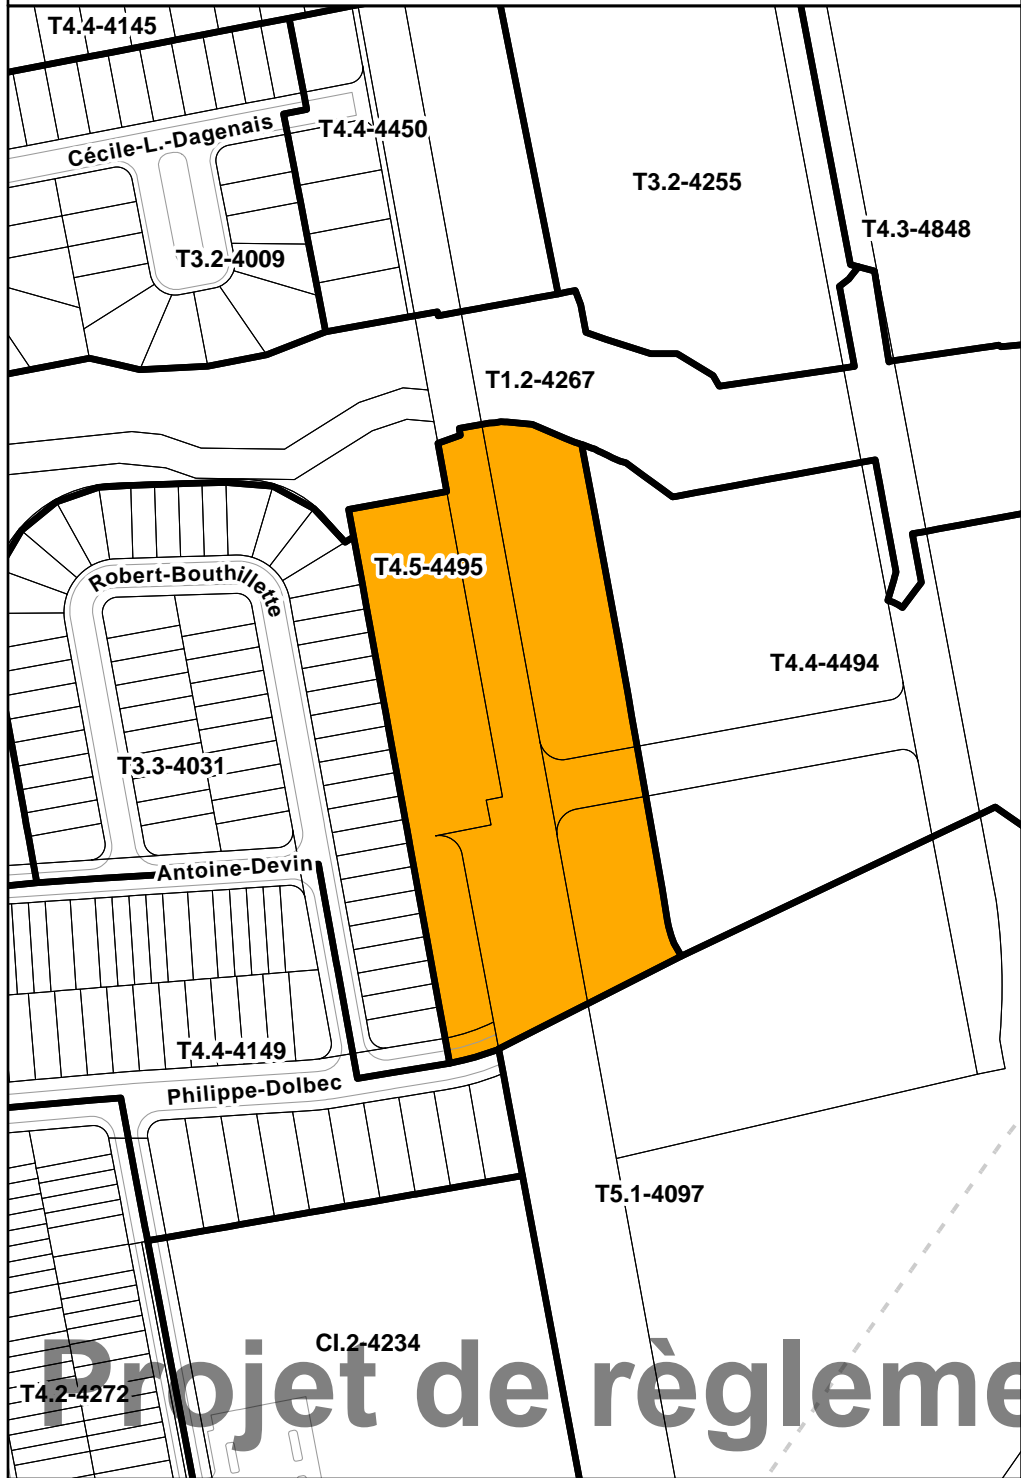 T4.4-4145
Cécile-L.-Dagenais
T4.4-4450
T3.2-4255
T4.3-4848
T3.2-4009
T1.2-4267
T4.5-4495
Robert-Bouthillette
T4.4-4494
T3.3-4031
Antoine-Devin
T4.4-4149
Philippe-Dolbec
T5.1-4097
CI.2-4234
T4.2-4272
Projet de règleme